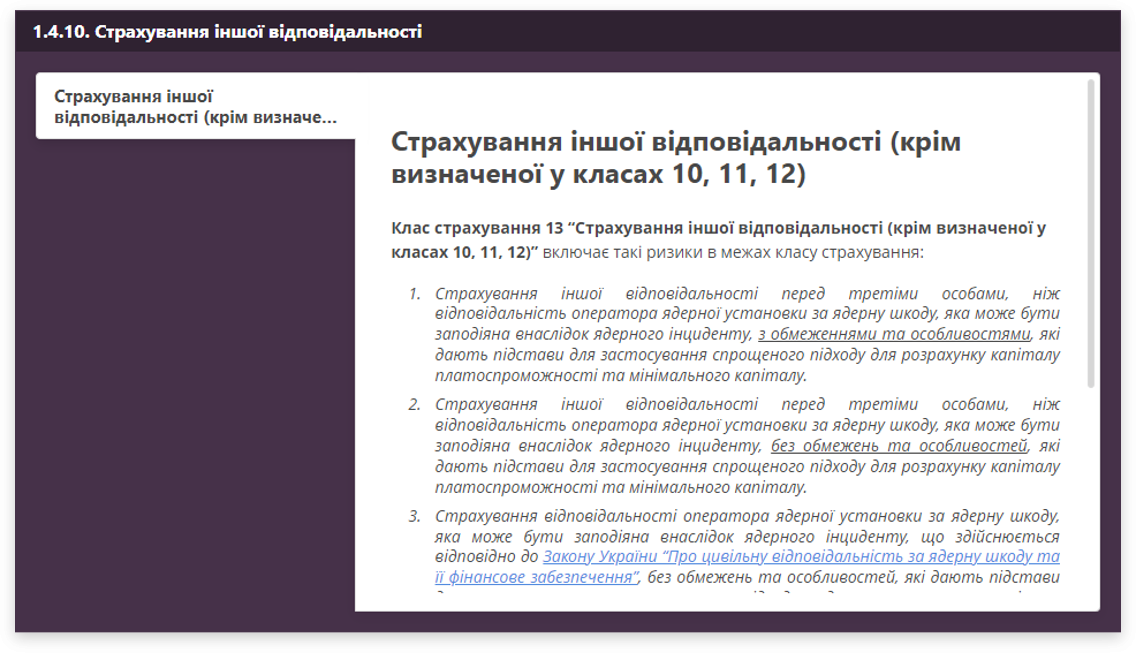 1.4.10. Страхування іншої відповідальності
Страхування іншої
відповідальності (крім визначе...
Страхування іншої відповідальності (крім
визначеної у класах 10, 11, 12)
Клас страхування 13 “Страхування іншої відповідальності (крім визначеної у
класах 10, 11, 12)” включає такі ризики в межах класу страхування:
1. Страхування іншої відповідальності перед третіми особами, ніж
відповідальність оператора ядерної установки за ядерну шкоду, яка може бути
заподіяна внаслідок ядерного інциденту, з обмеженнями та особливостями, які
дають підстави для застосування спрощеного підходу для розрахунку капіталу
платоспроможності та мінімального капіталу.
2. Страхування іншої відповідальності перед третіми особами, ніж
відповідальність оператора ядерної установки за ядерну шкоду, яка може бути
заподіяна внаслідок ядерного інциденту, без обмежень та особливостей, які
дають підстави для застосування спрощеного підходу для розрахунку капіталу
платоспроможності та мінімального капіталу.
3. Страхування відповідальності оператора ядерної установки за ядерну шкоду,
яка може бути заподіяна внаслідок ядерного інциденту, що здійснюється
відповідно до Закону України “Про цивільну відповідальність за ядерну шкоду та
її фінансове забезпечення”, без обмежень та особливостей, які дають підстави